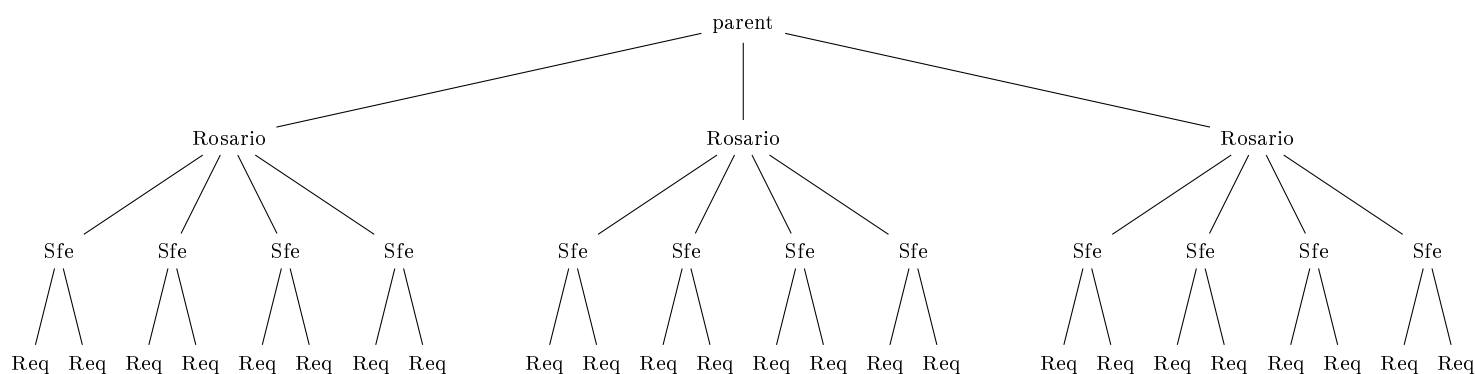 parent
Rosario Rosario Rosario
Sfe Sfe Sfe Sfe Sfe Sfe Sfe Sfe Sfe Sfe Sfe Sfe
Req Req Req Req Req Req Req Req Req Req Req Req Req Req Req Req Req Req Req Req Req Req Req Req